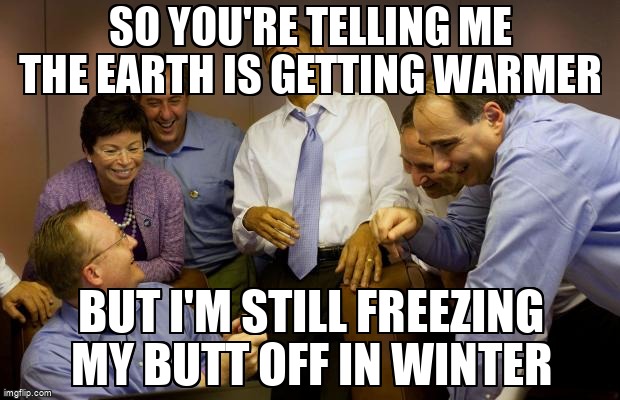 SO YOU'RE TELLING ME
THE EARTH IS GETTING WARMER
BUT I'M STILL FREEZING
MY BUTT OFF IN WINTER
imgflip.com